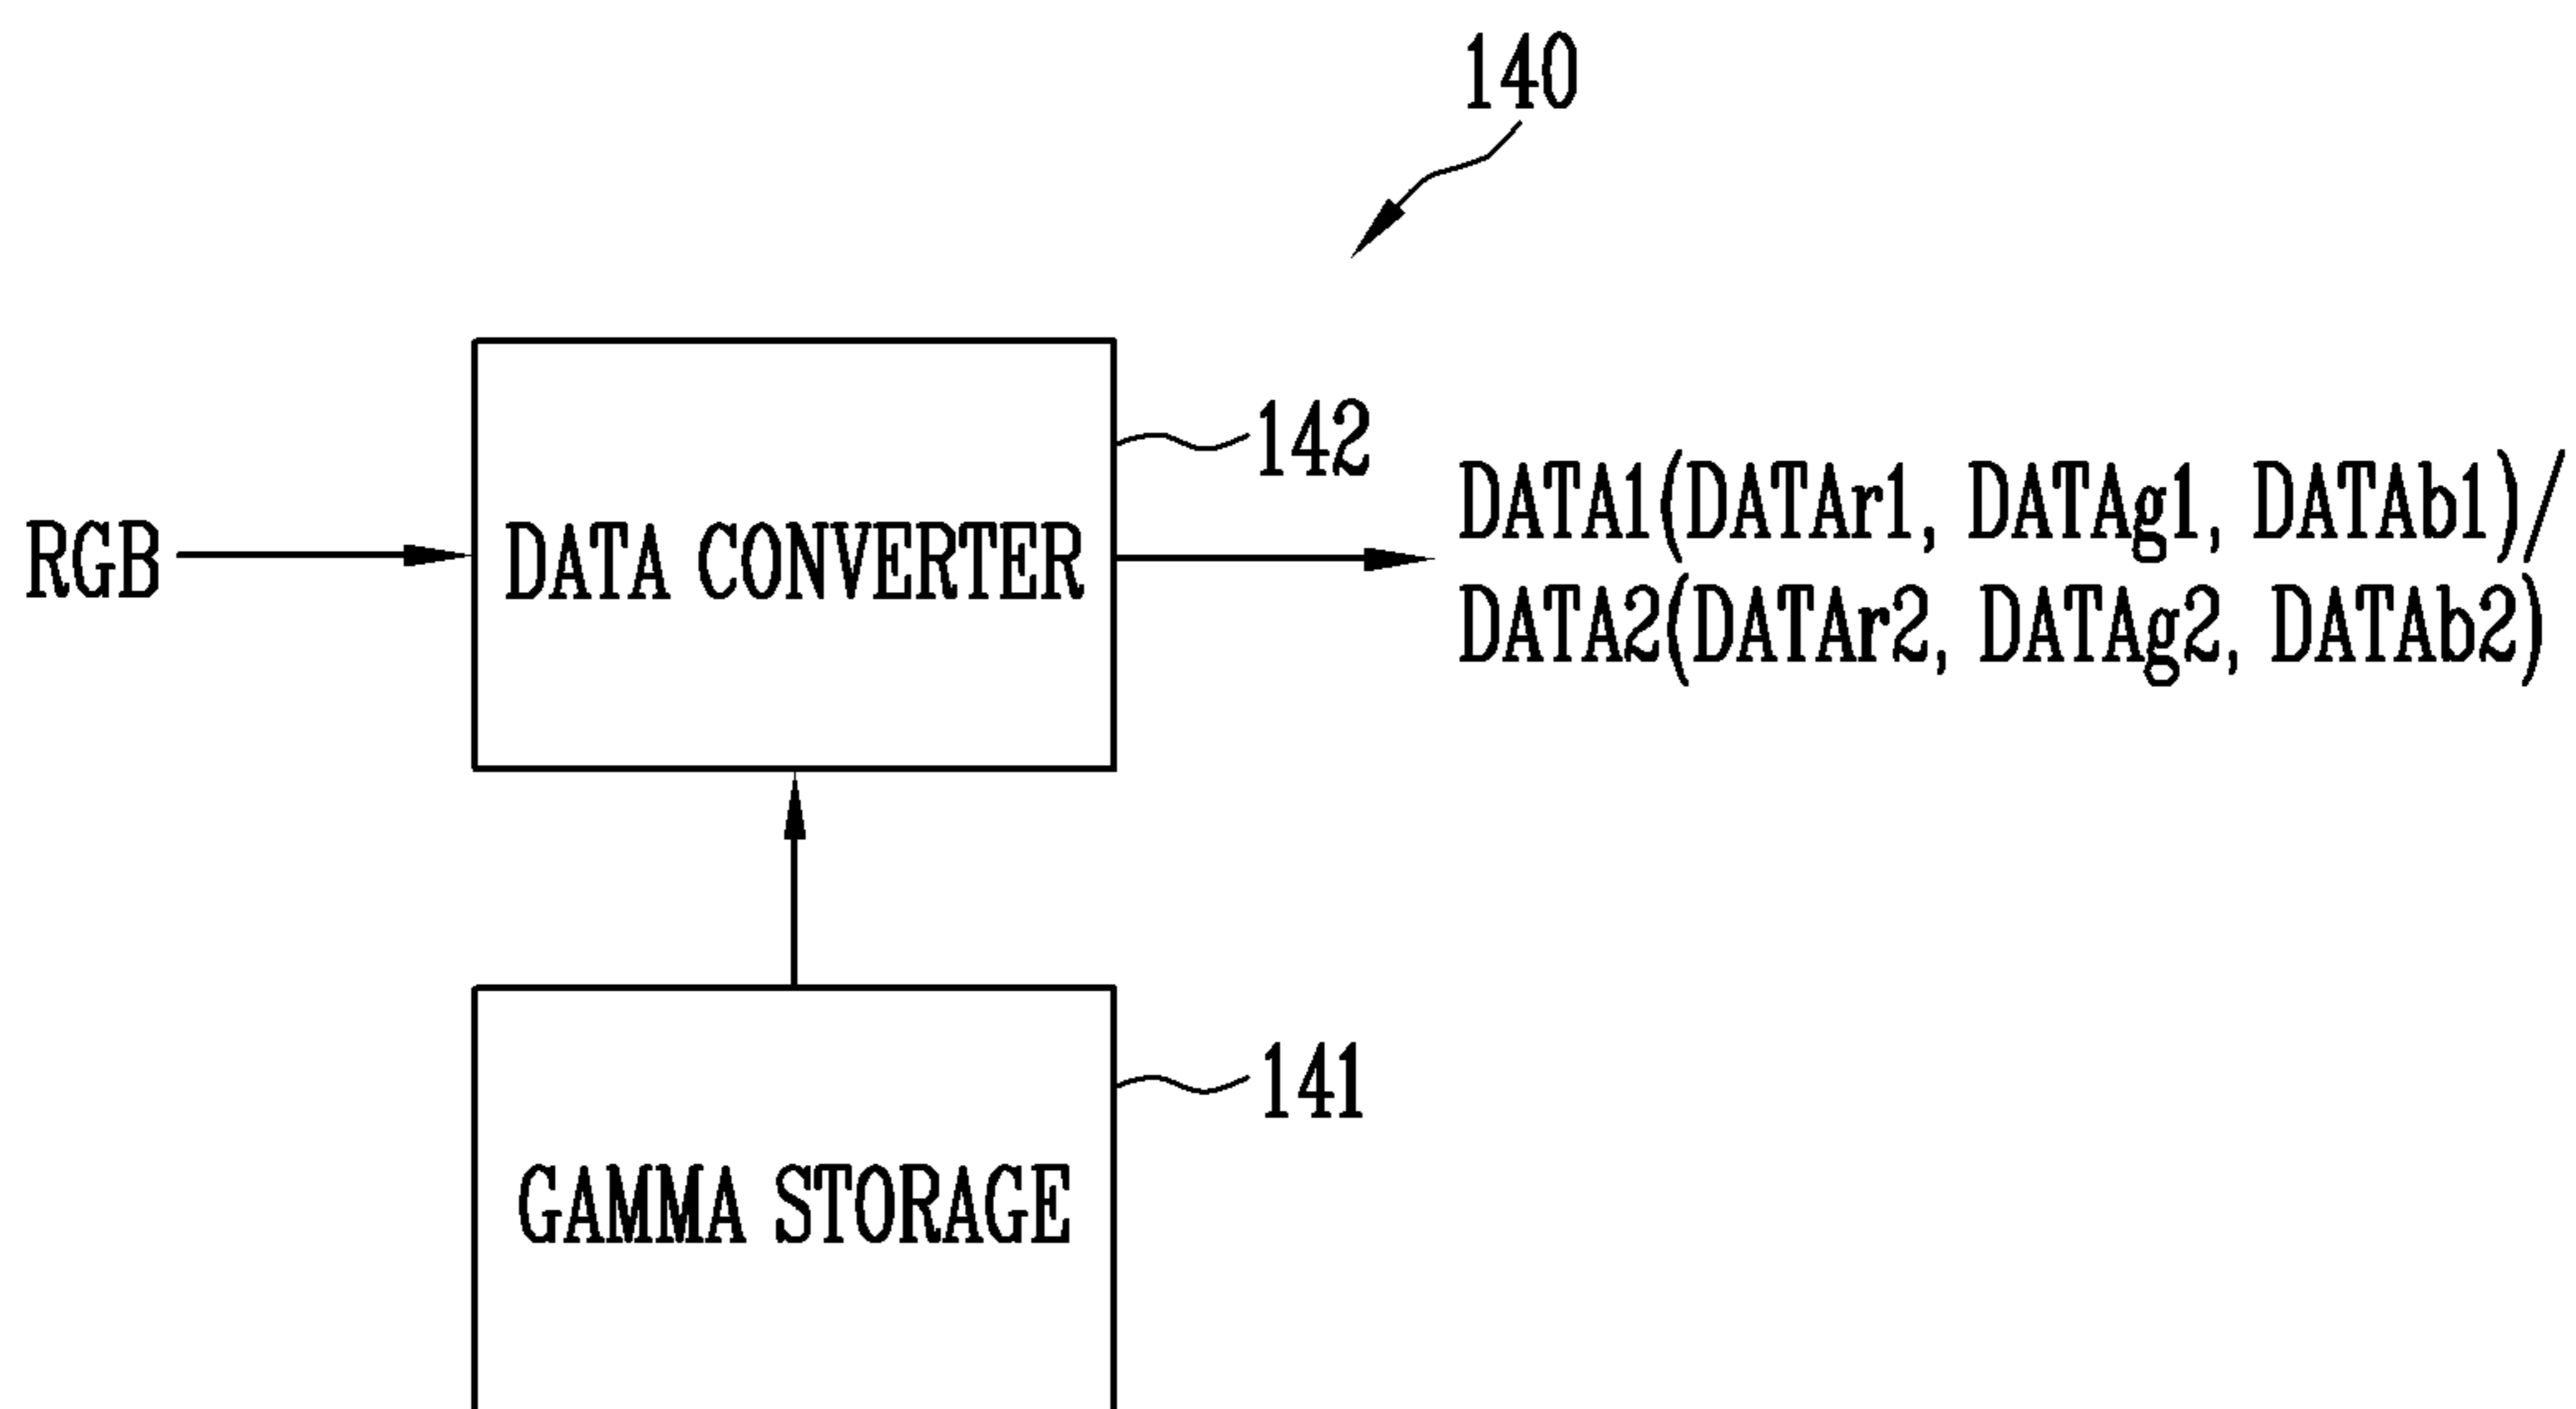 140
142
RGB
DATA CONVERTER
DATA1(DATAr1, DATAg1, DATAb1)/
DATA2(DATAr2, DATAg2, DATAb2)
141
GAMMA STORAGE